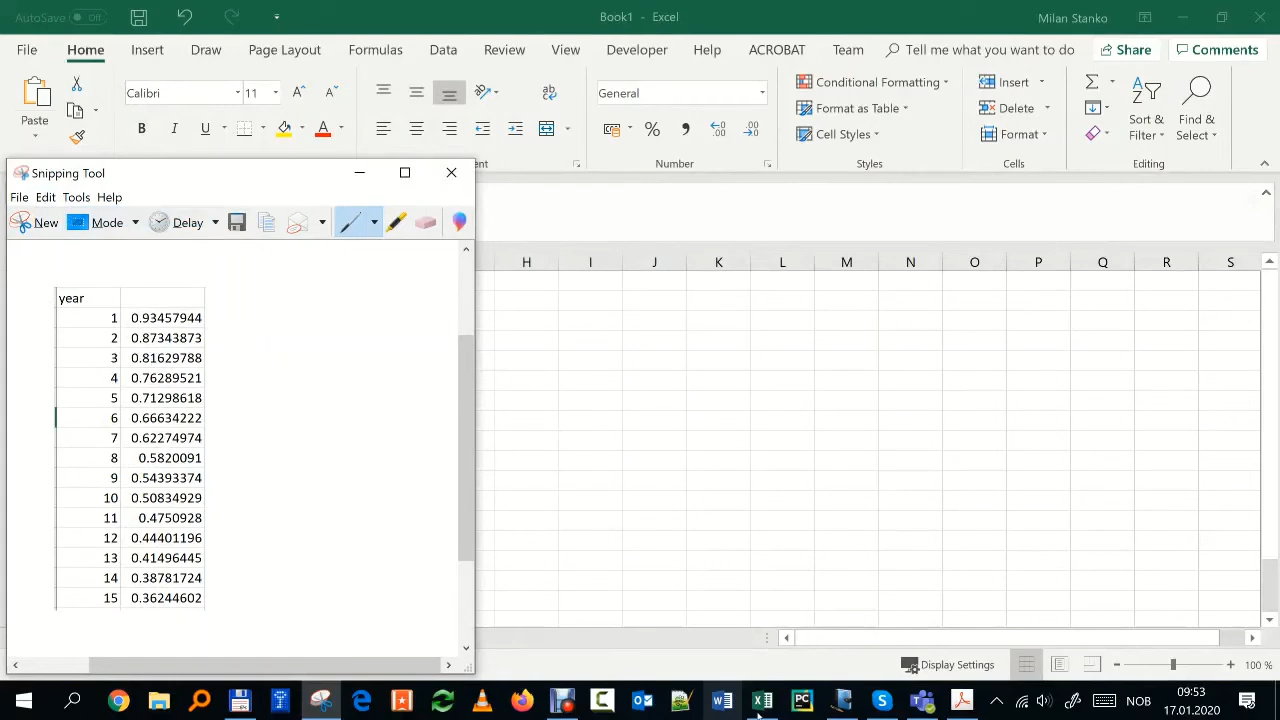 AutoSave Off
Book1 - Excel
Milan Stanko
File Home Insert Draw Page Layout Formulas Data Review View Developer Help ACROBAT Team Tell me what you want to do Share Comments
Paste
Calibri 11
B I U A
General
% 9
.00
Conditional Formatting
Format as Table
Cell Styles
Insert
Delete
Format
Sort & Filter
Find & Select
ent
Number
Styles
Cells
Editing
Snipping Tool
File Edit Tools Help
New Mode Delay
H I J K L M N O P Q R S
year
1 0.93457944
2 0.87343873
3 0.81629788
4 0.76289521
5 0.71298618
6 0.66634222
7 0.62274974
8 0.5820091
9 0.54393374
10 0.50834929
11 0.4750928
12 0.44401196
13 0.41496445
14 0.38781724
15 0.36244602
Display Settings
100 %
NOB
09:53
17.01.2020